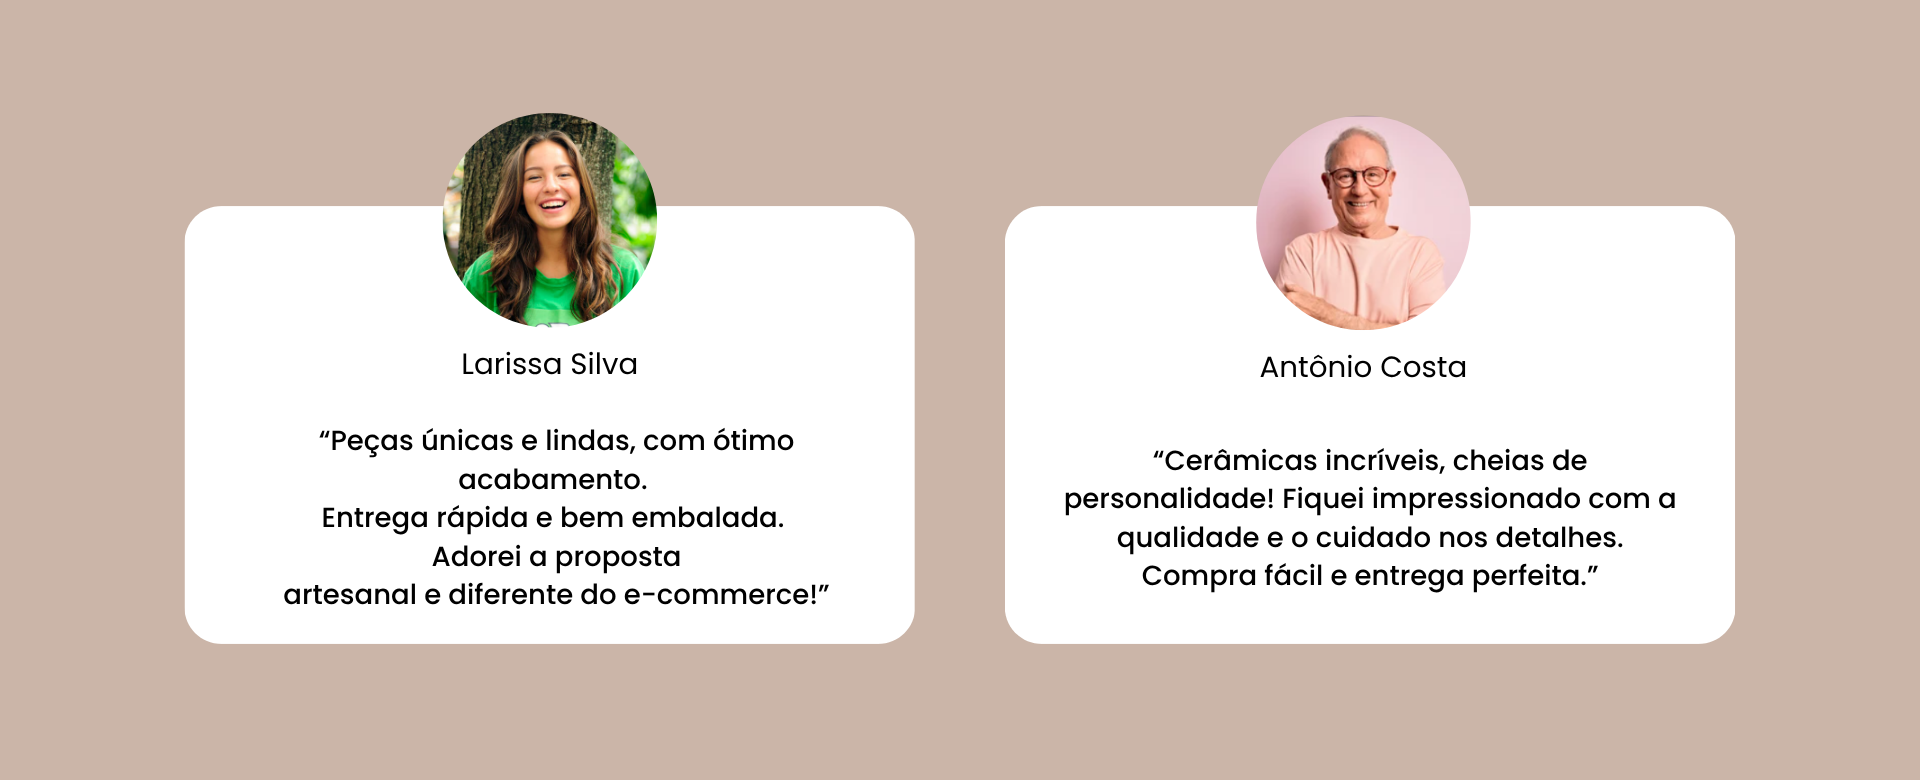 Larissa Silva
“Peças únicas e lindas, com ótimo
acabamento.
Entrega rápida e bem embalada.
Adorei a proposta
artesanal e diferente do e-commerce!”
Antônio Costa
“Cerâmicas incríveis, cheias de
personalidade! Fiquei impressionado com a
qualidade e o cuidado nos detalhes.
Compra fácil e entrega perfeita.”